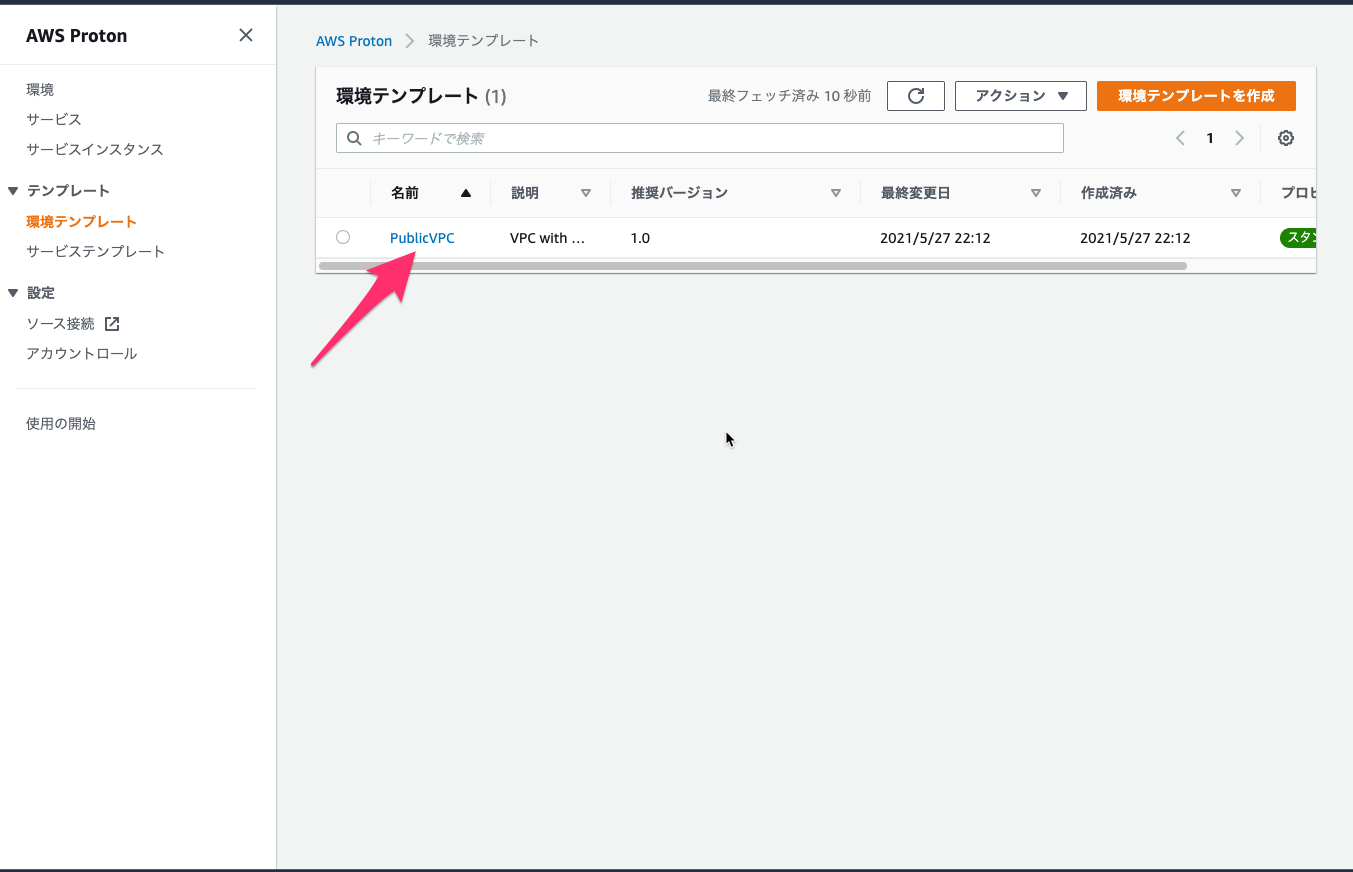 AWS Proton
環境
サービス
サービスインスタンス
テンプレート
環境テンプレート
サービステンプレート
設定
ソース接続
アカウントロール
使用の開始
AWS Proton 環境テンプレート
環境テンプレート (1) 最終フェッチ済み 10 秒前 アクション 環境テンプレートを作成
キーワードで検索 1
名前 説明 推奨バージョン 最終変更日 作成済み プロビ
PublicVPC VPC with ... 1.0 2021/5/27 22:12 2021/5/27 22:12 スタン